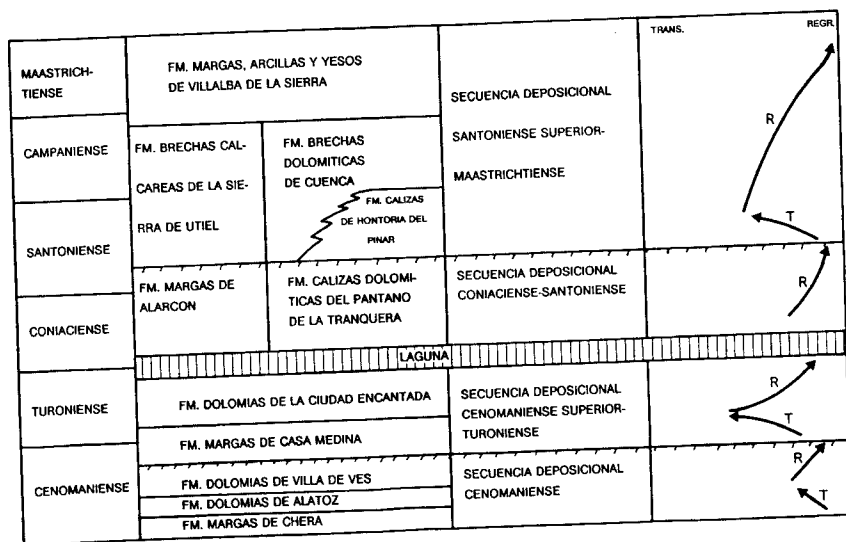 TRANS.
REGR.
MAASTRICH-
TIENSE
FM. MARGAS, ARCILLAS Y YESOS
DE VILLALBA DE LA SIERRA
SECUENCIA DEPOSICIONAL
SANTONIENSE SUPERIOR-
MAASTRICHTIENSE
R
T
CAMPANIENSE
FM. BRECHAS CAL-
CAREAS DE LA SIE-
RRA DE UTIEL
FM. BRECHAS
DOLOMITICAS
DE CUENCA
FM. CALIZAS
DE HONTORIA DEL
PINAR
SANTONIENSE
FM. MARGAS DE
ALARCON
FM. CALIZAS DOLOMI-
TICAS DEL PANTANO
DE LA TRANQUERA
SECUENCIA DEPOSICIONAL
CONIACIENSE-SANTONIENSE
R
CONIACIENSE
LAGUNA
TURONIENSE
FM. DOLOMIAS DE LA CIUDAD ENCANTADA
FM. MARGAS DE CASA MEDINA
SECUENCIA DEPOSICIONAL
CENOMANIENSE SUPERIOR-
TURONIENSE
R
T
CENOMANIENSE
FM. DOLOMIAS DE VILLA DE VES
FM. DOLOMIAS DE ALATOZ
FM. MARGAS DE CHERA
SECUENCIA DEPOSICIONAL
CENOMANIENSE
R
T